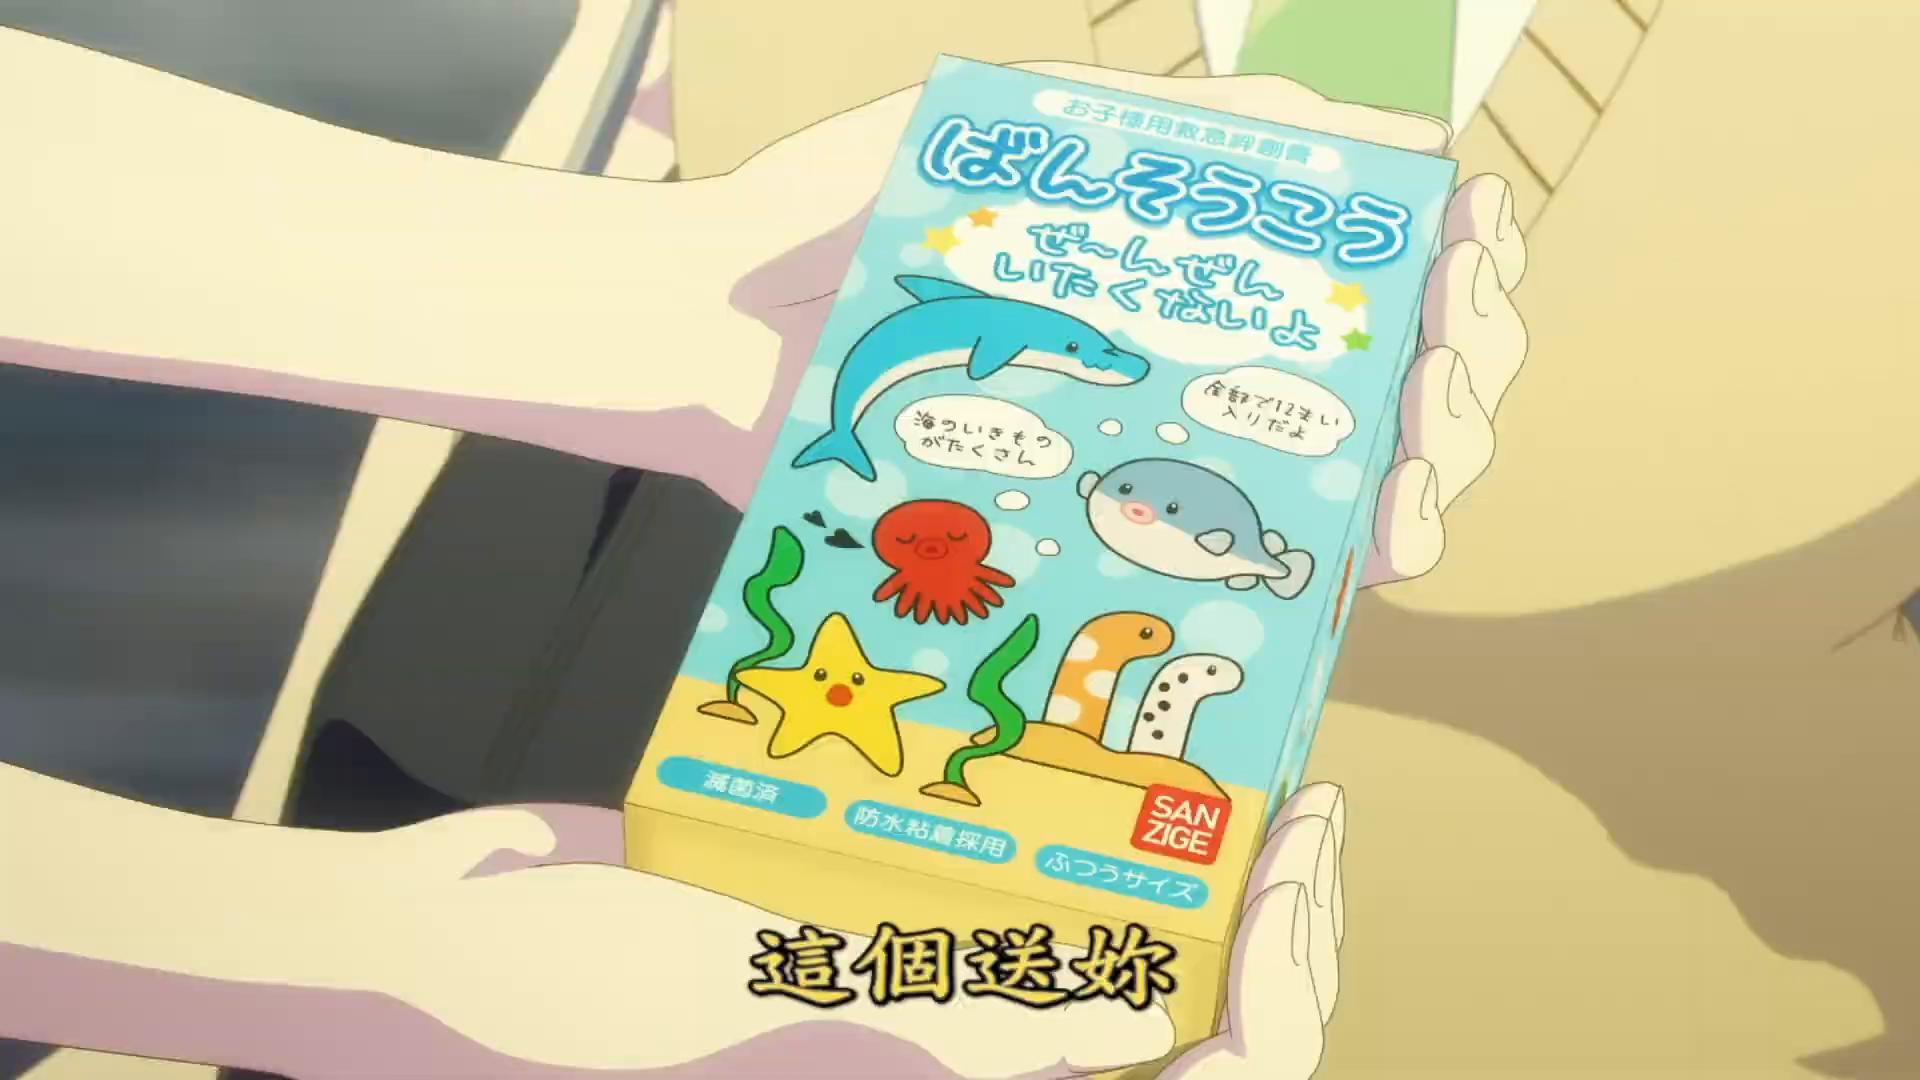 お子様用救急絆創膏
ばんそうこう
ぜ〜んぜん
いたくないよ
全部で12まい
入りだよ
海のいきもの
がたくさん
滅菌済
防水粘着採用
ふつうサイズ
SAN
ZIGE
這個送妳